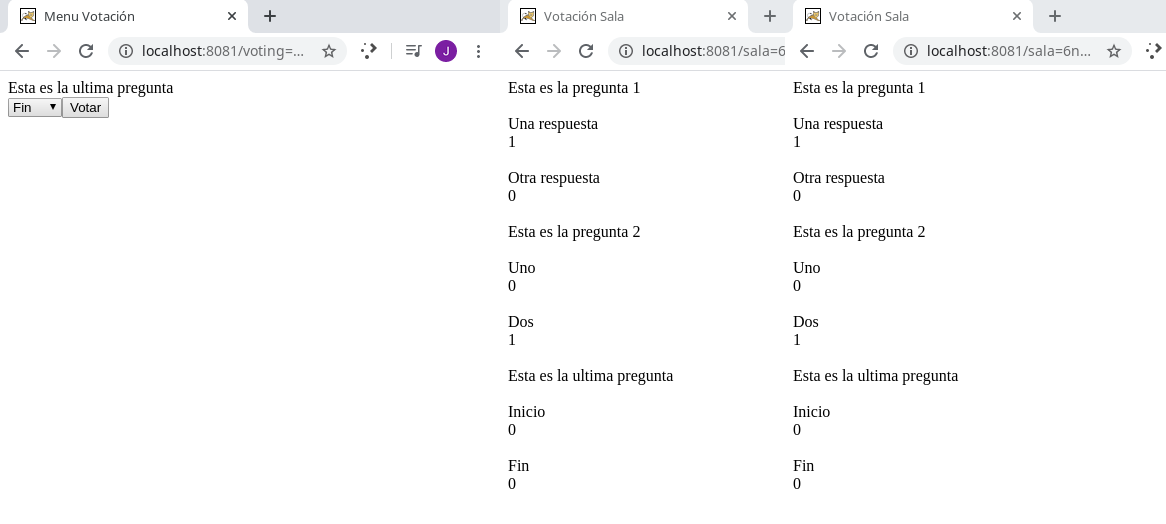 Menu Votación
localhost:8081/voting=...
J
Esta es la ultima pregunta
Fin
Votar
Votación Sala
localhost:8081/sala=6
Esta es la pregunta 1
Una respuesta
1
Otra respuesta
0
Esta es la pregunta 2
Uno
0
Dos
1
Esta es la ultima pregunta
Inicio
0
Fin
0
Votación Sala
localhost:8081/sala=6n...
Esta es la pregunta 1
Una respuesta
1
Otra respuesta
0
Esta es la pregunta 2
Uno
0
Dos
1
Esta es la ultima pregunta
Inicio
0
Fin
0